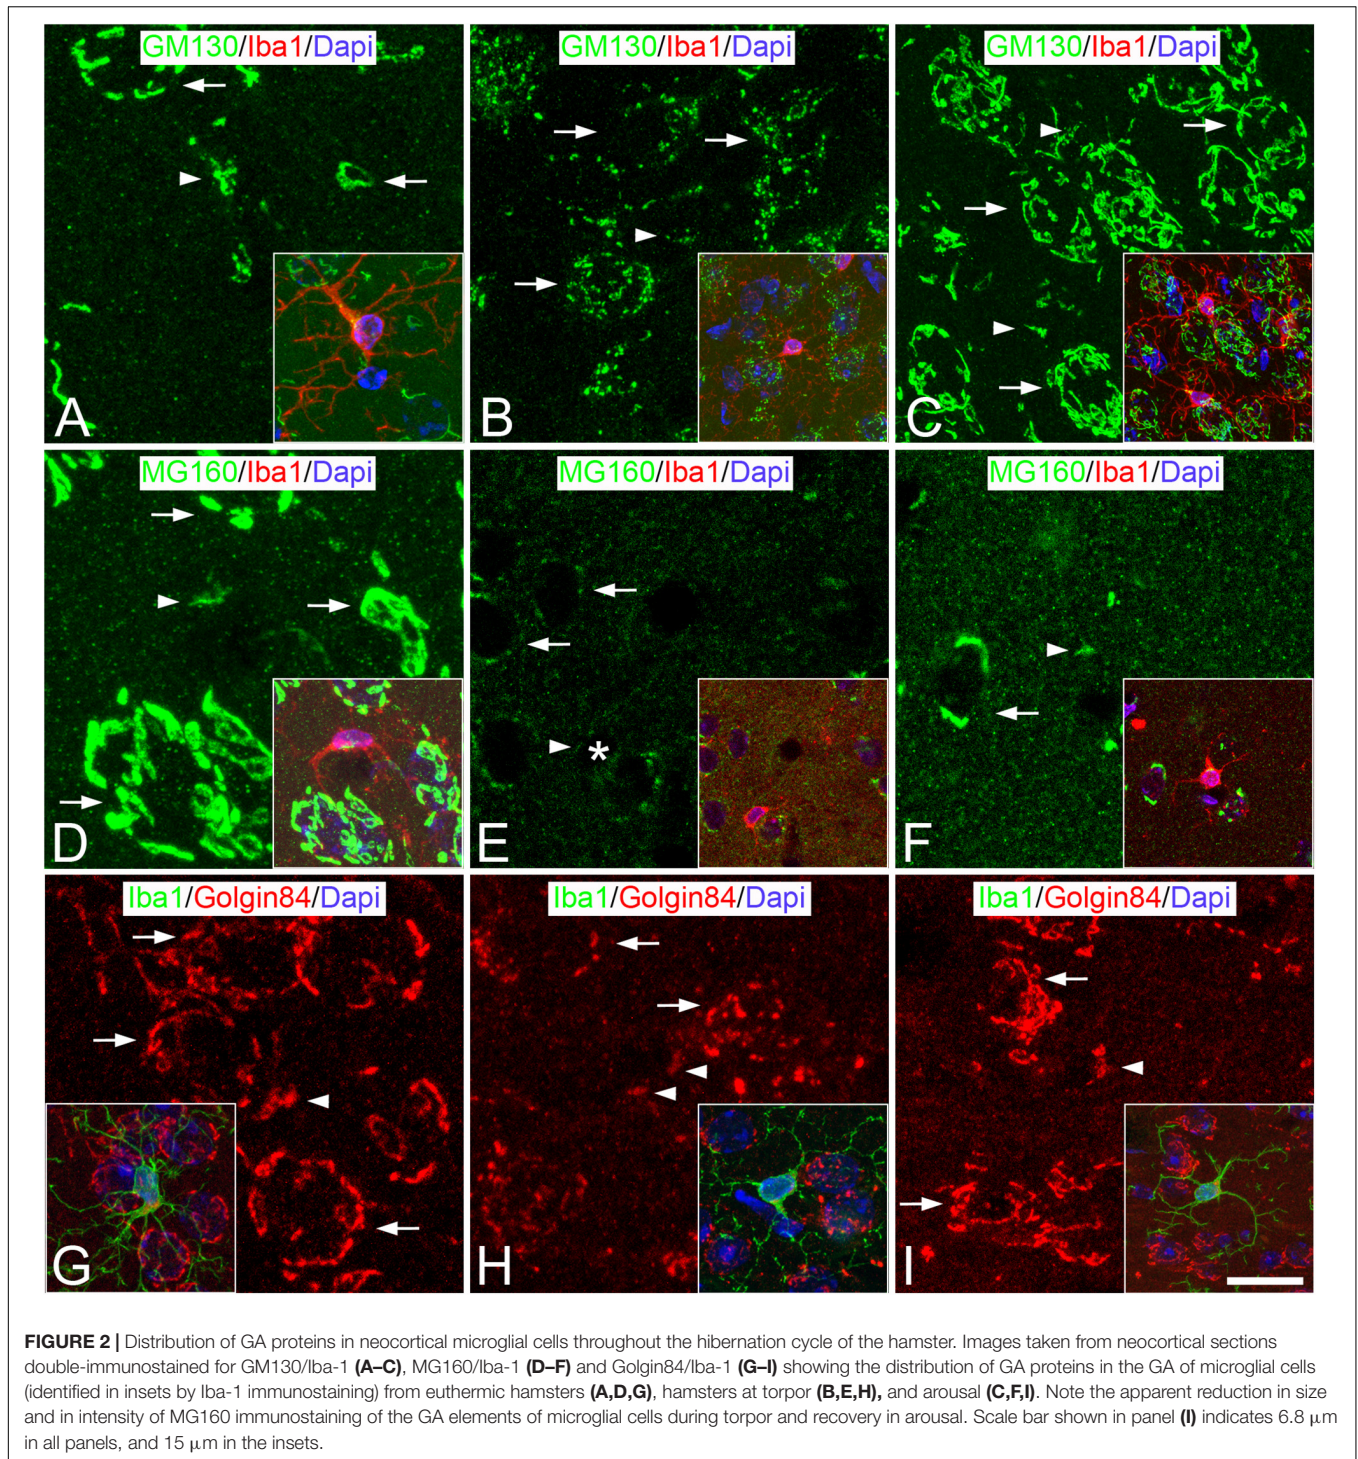 GM130/Iba1/Dapi
GM130/Iba1/Dapi
GM130/Iba1/Dapi
A
B
C
MG160/Iba1/Dapi
MG160/Iba1/Dapi
MG160/Iba1/Dapi
*
D
E
F
Iba1/Golgin84/Dapi
Iba1/Golgin84/Dapi
Iba1/Golgin84/Dapi
G
H
I
FIGURE 2 | Distribution of GA proteins in neocortical microglial cells throughout the hibernation cycle of the hamster. Images taken from neocortical sections
double-immunostained for GM130/Iba-1 (A–C), MG160/Iba-1 (D–F) and Golgin84/Iba-1 (G–I) showing the distribution of GA proteins in the GA of microglial cells
(identified in insets by Iba-1 immunostaining) from euthermic hamsters (A,D,G), hamsters at torpor (B,E,H), and arousal (C,F,I). Note the apparent reduction in size
and in intensity of MG160 immunostaining of the GA elements of microglial cells during torpor and recovery in arousal. Scale bar shown in panel (I) indicates 6.8 μm
in all panels, and 15 μm in the insets.